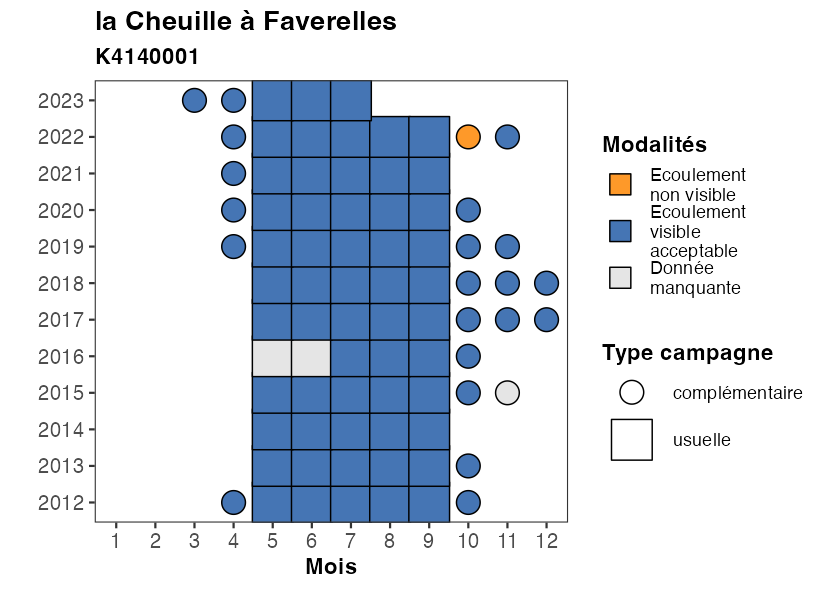 la Cheuille à Faverelles
K4140001
2023
2022
2021
2020
2019
2018
2017
2016
2015
2014
2013
2012
1 2 3 4 5 6 7 8 9 10 11 12
Mois
Modalités
Ecoulement
non visible
Ecoulement
visible
acceptable
Donnée
manquante
Type campagne
complémentaire
usuelle